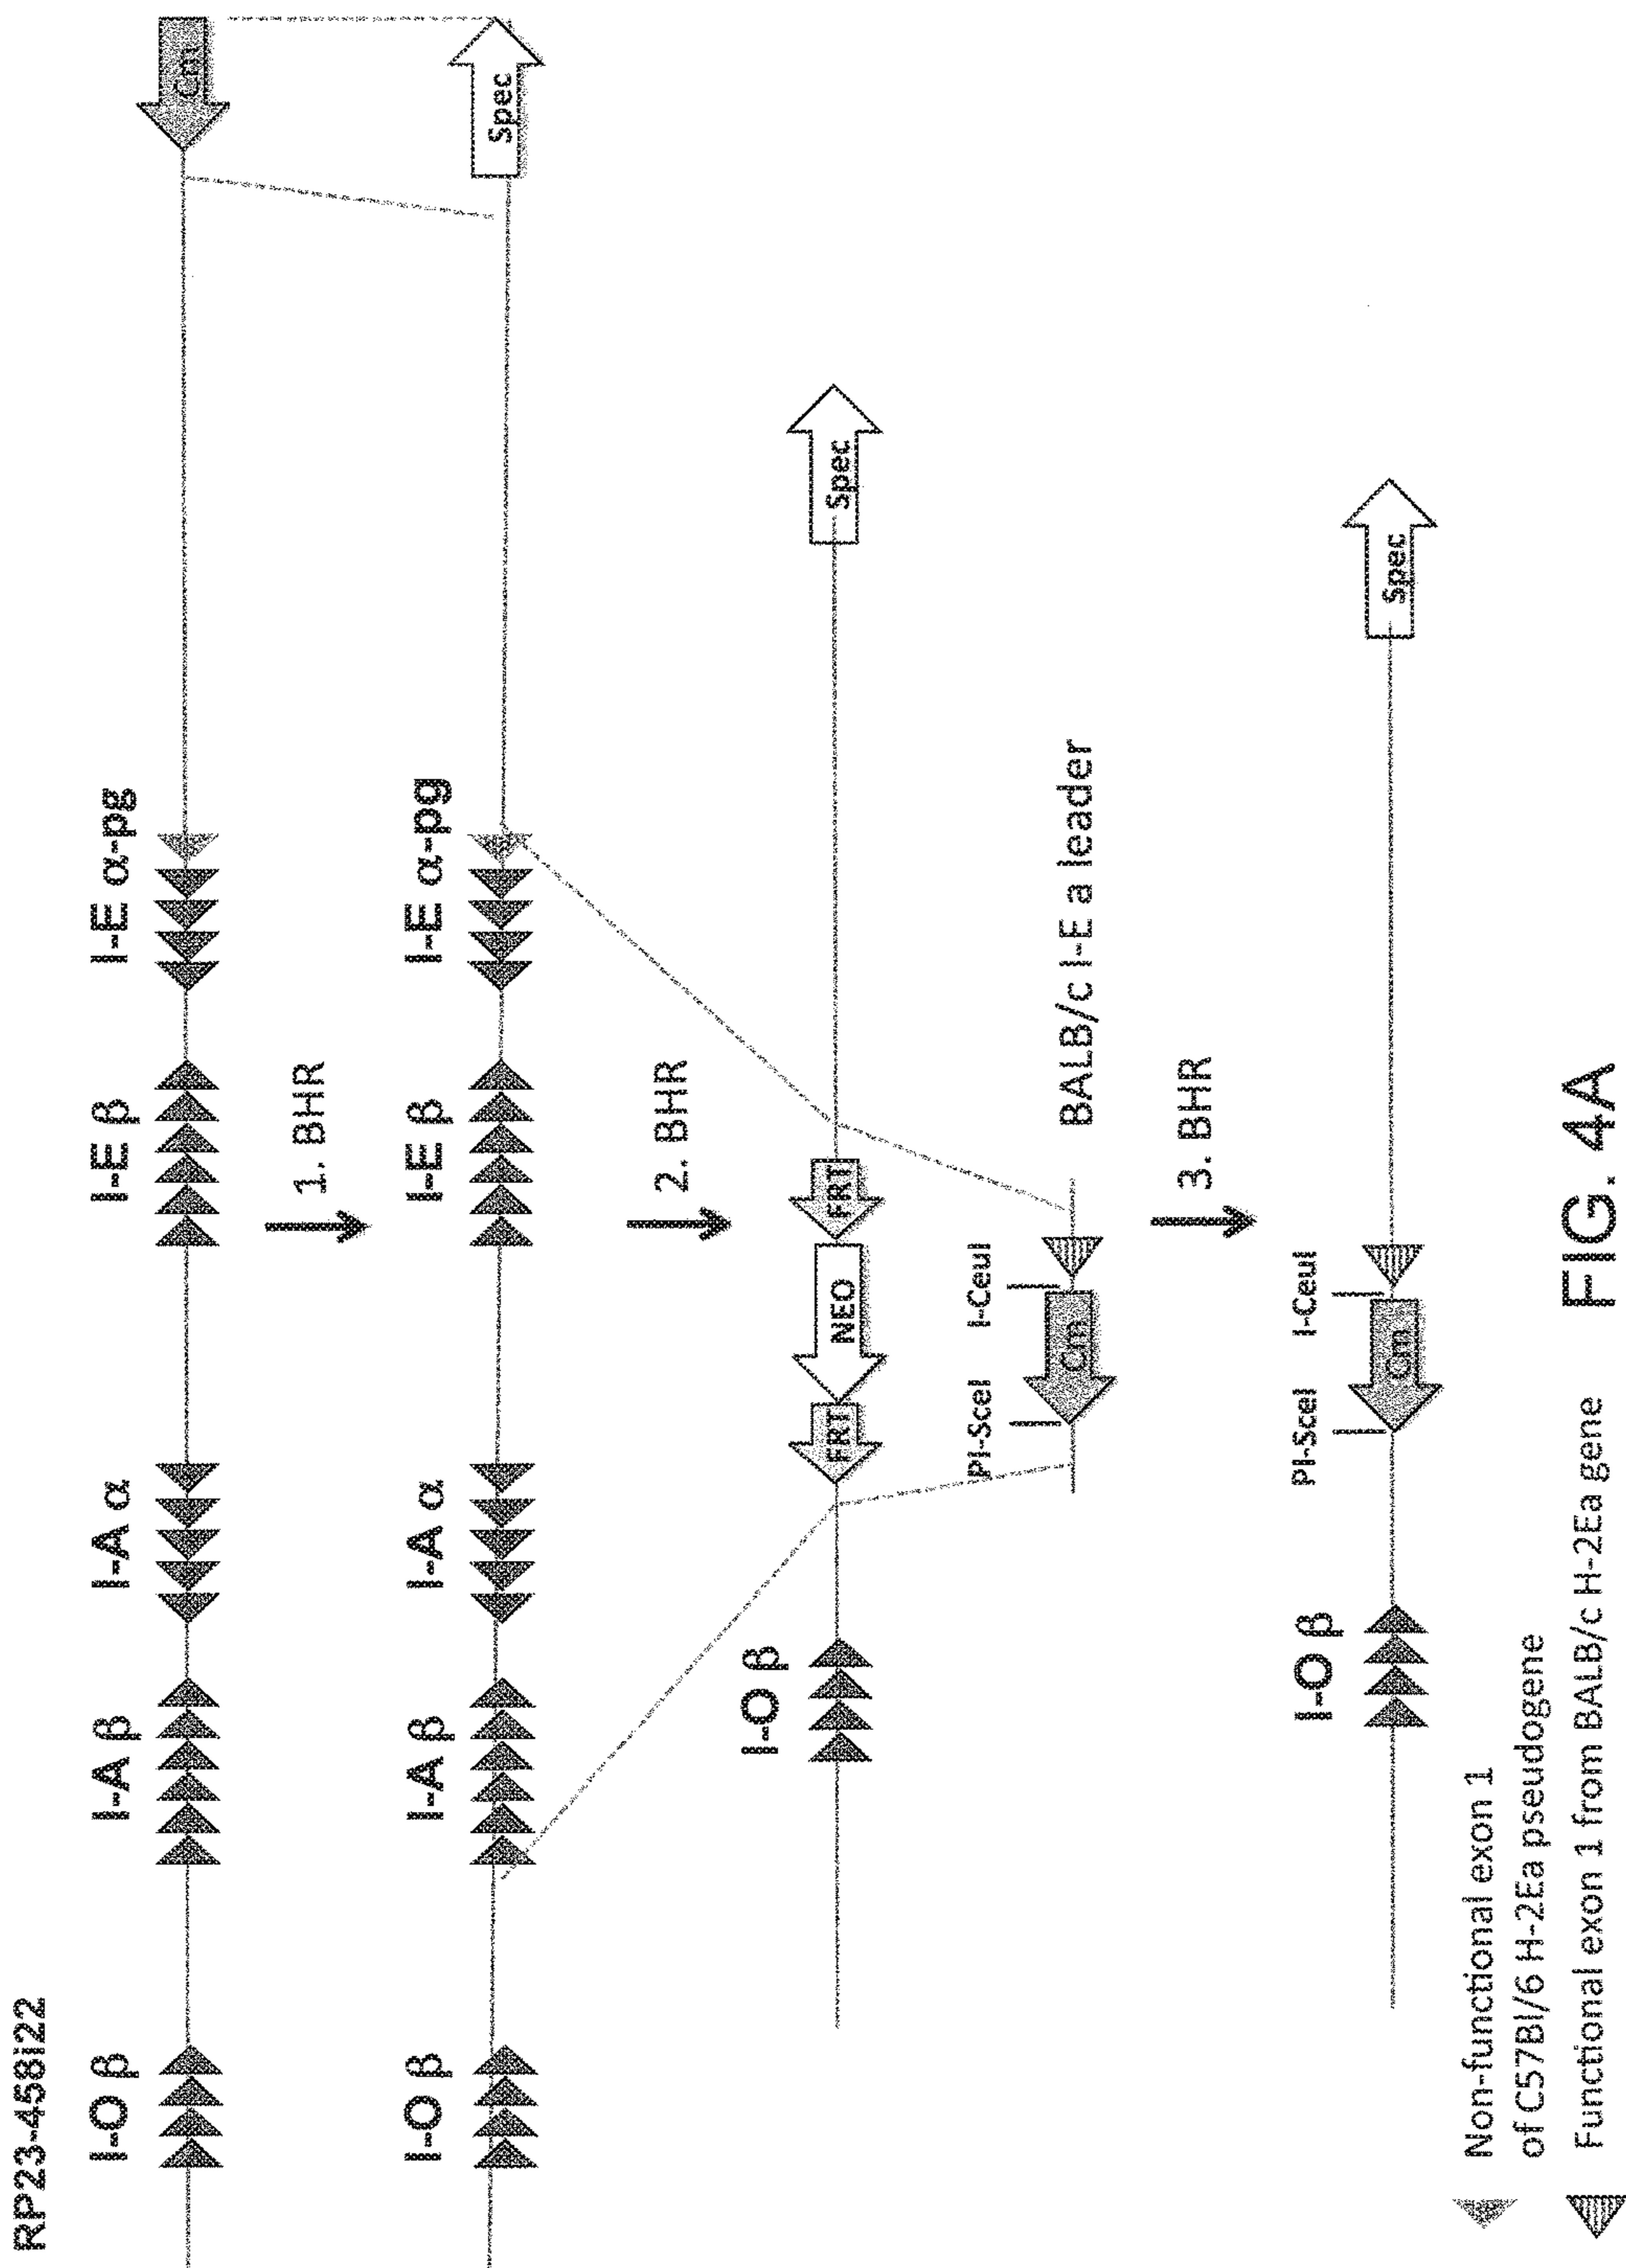 RP23-458i22
I-O β
I-A β
I-A α
I-E β
I-E α-pg
Cm
1. BHR
I-O β
I-A β
I-A α
I-E β
I-E α-pg
Spec
2. BHR
I-O β
FRT
NEO
FRT
Spec
PI-SceI
I-CeuI
Cm
BALB/c I-E a leader
3. BHR
I-O β
PI-SceI
I-CeuI
Cm
Spec
Non-functional exon 1
of C57Bl/6 H-2Ea pseudogene
Functional exon 1 from BALB/c H-2Ea gene
FIG. 4A